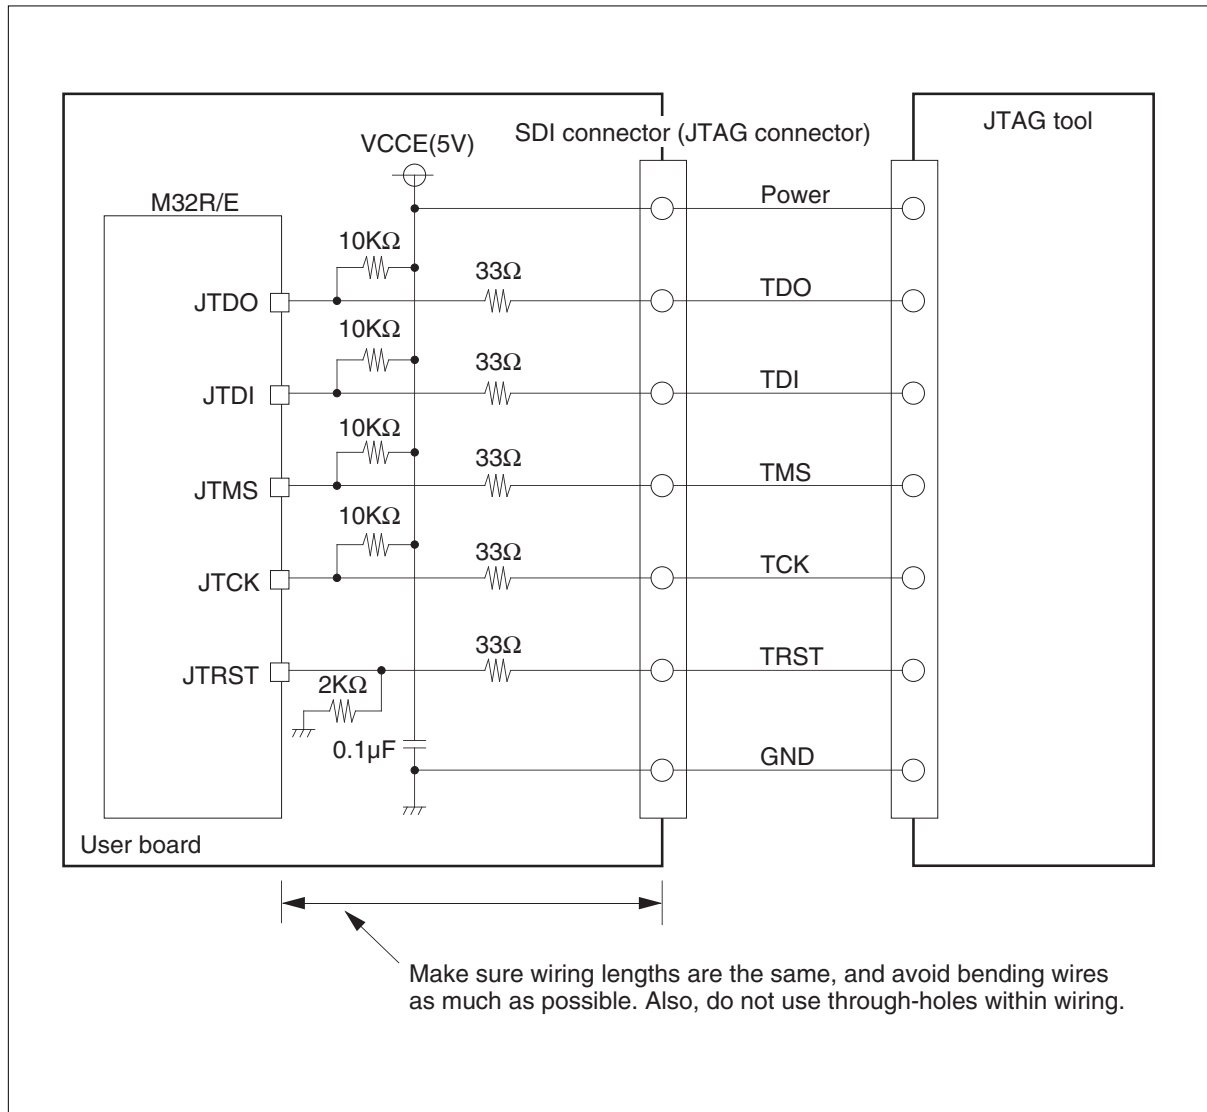 SDI connector (JTAG connector)
JTAG tool
VCCE(5V)
M32R/E
Power
10KΩ
33Ω
TDO
JTDO
10KΩ
33Ω
TDI
JTDI
10KΩ
33Ω
TMS
JTMS
10KΩ
33Ω
TCK
JTCK
33Ω
TRST
JTRST
2KΩ
0.1µF
GND
User board
Make sure wiring lengths are the same, and avoid bending wires
as much as possible. Also, do not use through-holes within wiring.